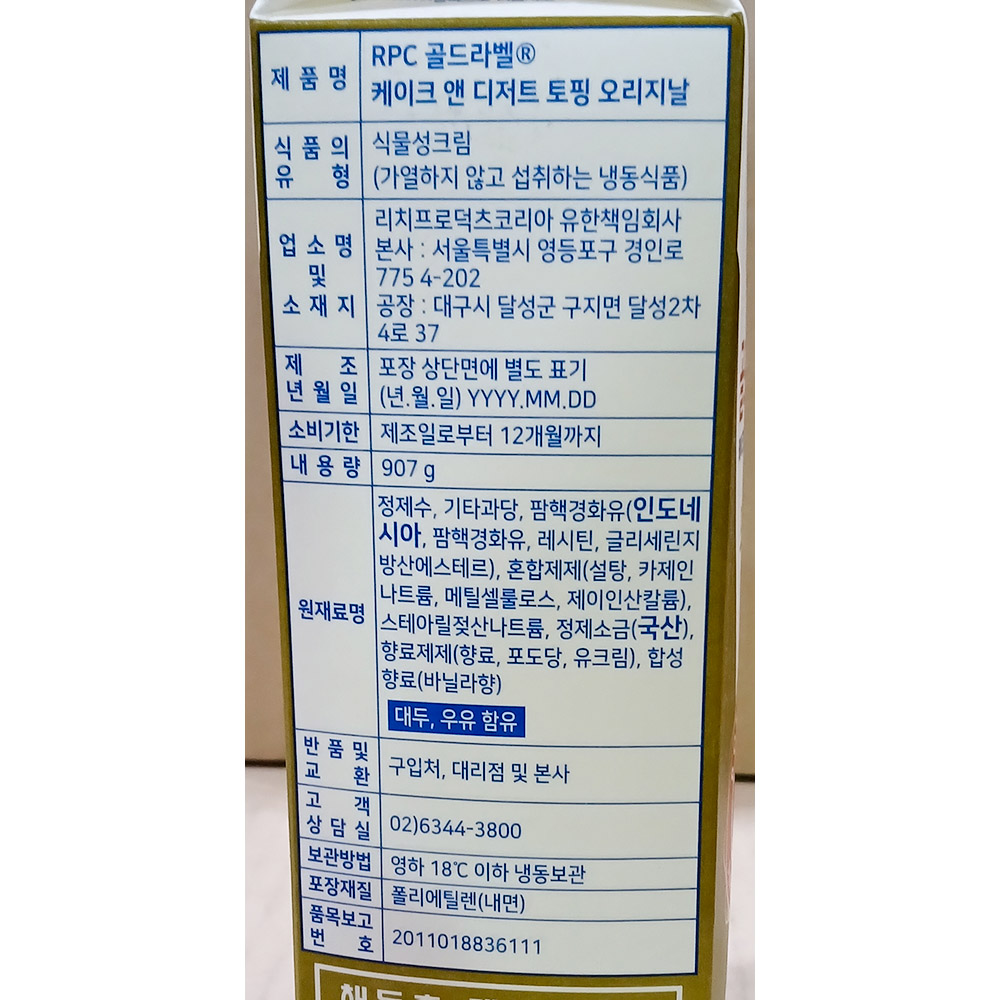 제품명
RPC 골드라벨®
케이크 앤 디저트 토핑 오리지날
식품의
유형
식물성크림
(가열하지 않고 섭취하는 냉동식품)
업소명
및
소재지
리치프로덕츠코리아 유한책임회사
본사 : 서울특별시 영등포구 경인로
775 4-202
공장 : 대구시 달성군 구지면 달성2차
4로 37
제조
년월일
포장 상단면에 별도 표기
(년.월.일) YYYY.MM.DD
소비기한
제조일로부터 12개월까지
내용량
907 g
원재료명
정제수, 기타과당, 팜핵경화유(인도네
시아, 팜핵경화유, 레시틴, 글리세린지
방산에스테르), 혼합제제(설탕, 카제인
나트륨, 메틸셀룰로스, 제이인산칼륨),
스테아릴젖산나트륨, 정제소금(국산),
향료제제(향료, 포도당, 유크림), 합성
향료(바닐라향)
대두, 우유 함유
반품및
교환
구입처, 대리점 및 본사
고객
상담실
02)6344-3800
보관방법
영하 18℃ 이하 냉동보관
포장재질
폴리에틸렌(내면)
품목보고
번호
2011018836111